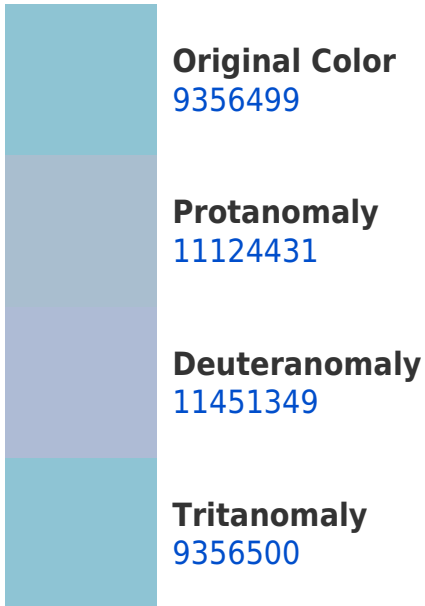 Original Color
9356499
Protanomaly
11124431
Deuteranomaly
11451349
Tritanomaly
9356500